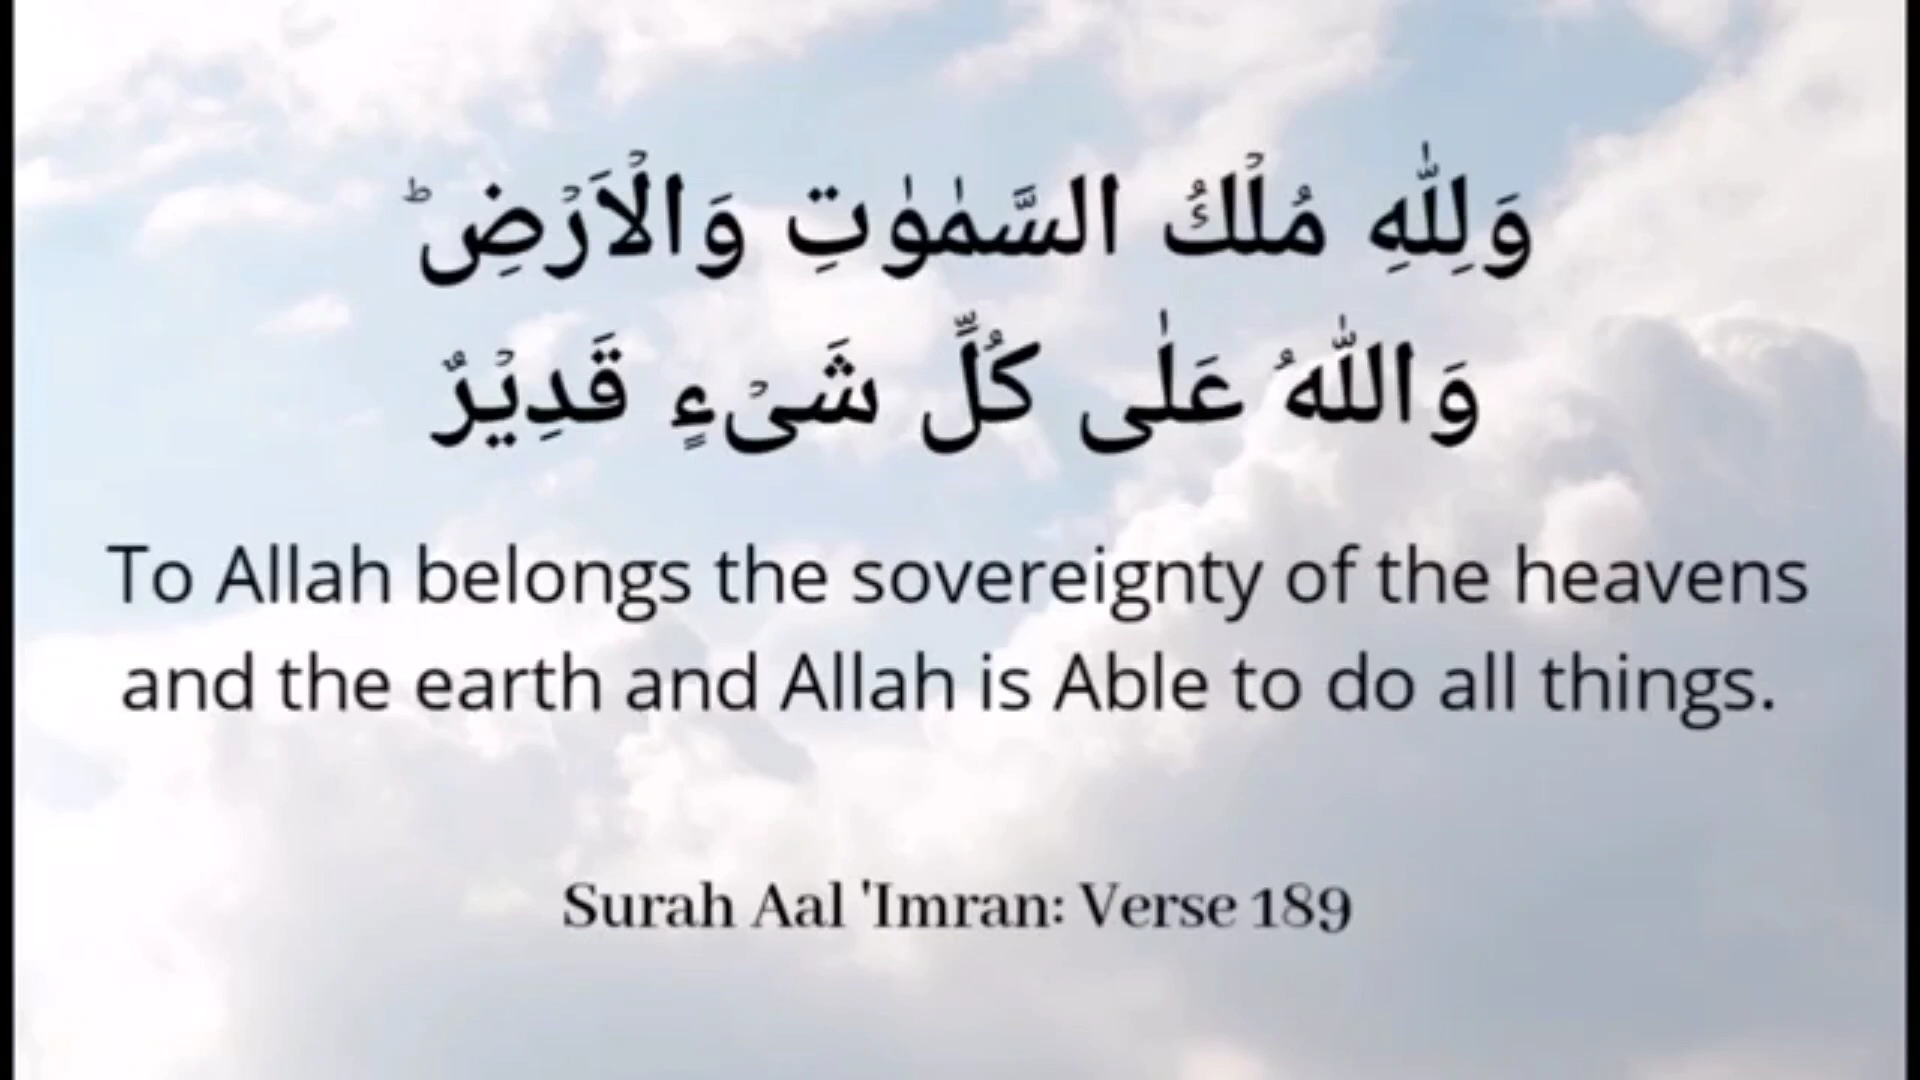 وَلِلّٰهِ مُلۡكُ السَّمٰوٰتِ وَالۡاَرۡضِ‌ؕ
وَاللّٰهُ عَلٰى كُلِّ شَىۡءٍ قَدِيۡرٌ
To Allah belongs the sovereignty of the heavens
and the earth and Allah is Able to do all things.
Surah Aal 'Imran: Verse 189